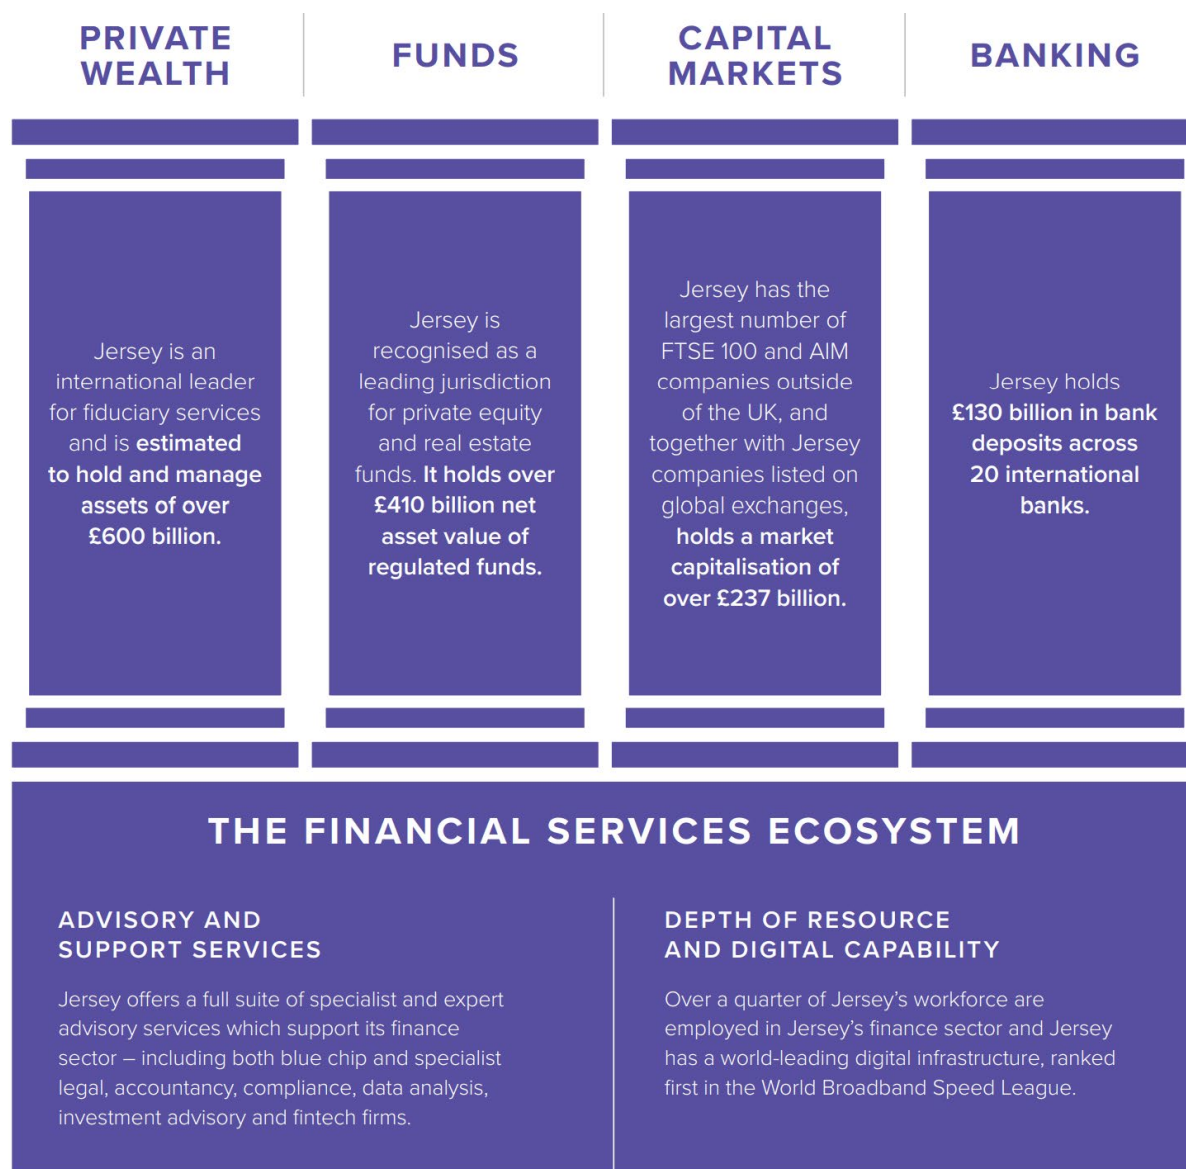 PRIVATE
WEALTH
FUNDS
CAPITAL
MARKETS
BANKING
Jersey is an
international leader
for fiduciary services
and is estimated
to hold and manage
assets of over
£600 billion.
Jersey is
recognised as a
leading jurisdiction
for private equity
and real estate
funds. It holds over
£410 billion net
asset value of
regulated funds.
Jersey has the
largest number of
FTSE 100 and AIM
companies outside
of the UK, and
together with Jersey
companies listed on
global exchanges,
holds a market
capitalisation of
over £237 billion.
Jersey holds
£130 billion in bank
deposits across
20 international
banks.
THE FINANCIAL SERVICES ECOSYSTEM
ADVISORY AND
SUPPORT SERVICES
Jersey offers a full suite of specialist and expert
advisory services which support its finance
sector – including both blue chip and specialist
legal, accountancy, compliance, data analysis,
investment advisory and fintech firms.
DEPTH OF RESOURCE
AND DIGITAL CAPABILITY
Over a quarter of Jersey’s workforce are
employed in Jersey’s finance sector and Jersey
has a world-leading digital infrastructure, ranked
first in the World Broadband Speed League.